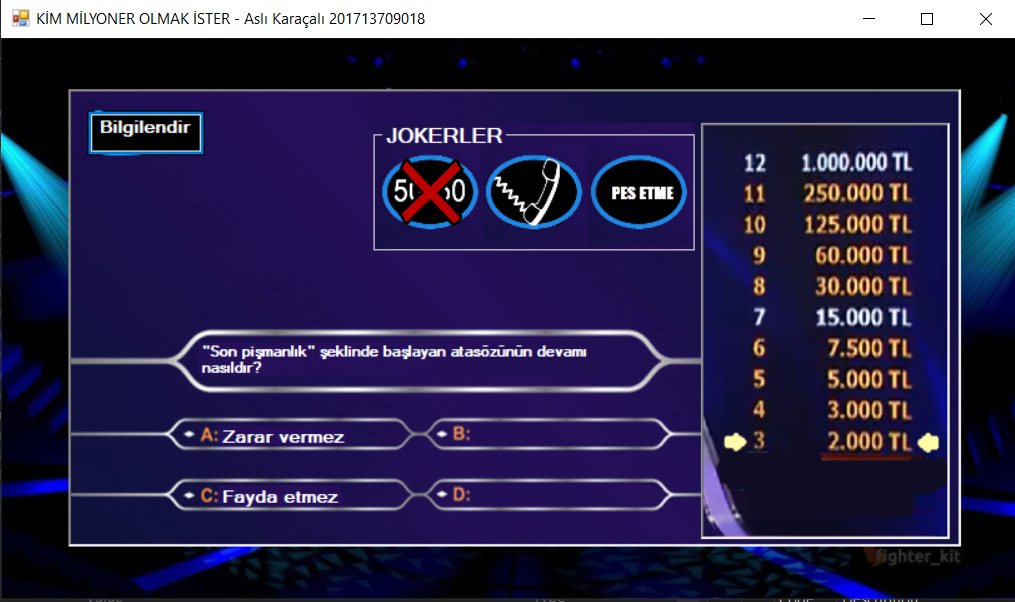 KİM MİLYONER OLMAK İSTER - Aslı Karaçalı 201713709018
Bilgilendir
JOKERLER
PES ETME
12 1.000.000 TL
11 250.000 TL
10 125.000 TL
9 60.000 TL
8 30.000 TL
7 15.000 TL
6 7.500 TL
5 5.000 TL
4 3.000 TL
3 2.000 TL
"Son pişmanlık" şeklinde başlayan atasözünün devamı
nasıldır?
A: Zarar vermez
B:
C: Fayda etmez
D:
fighter_kit